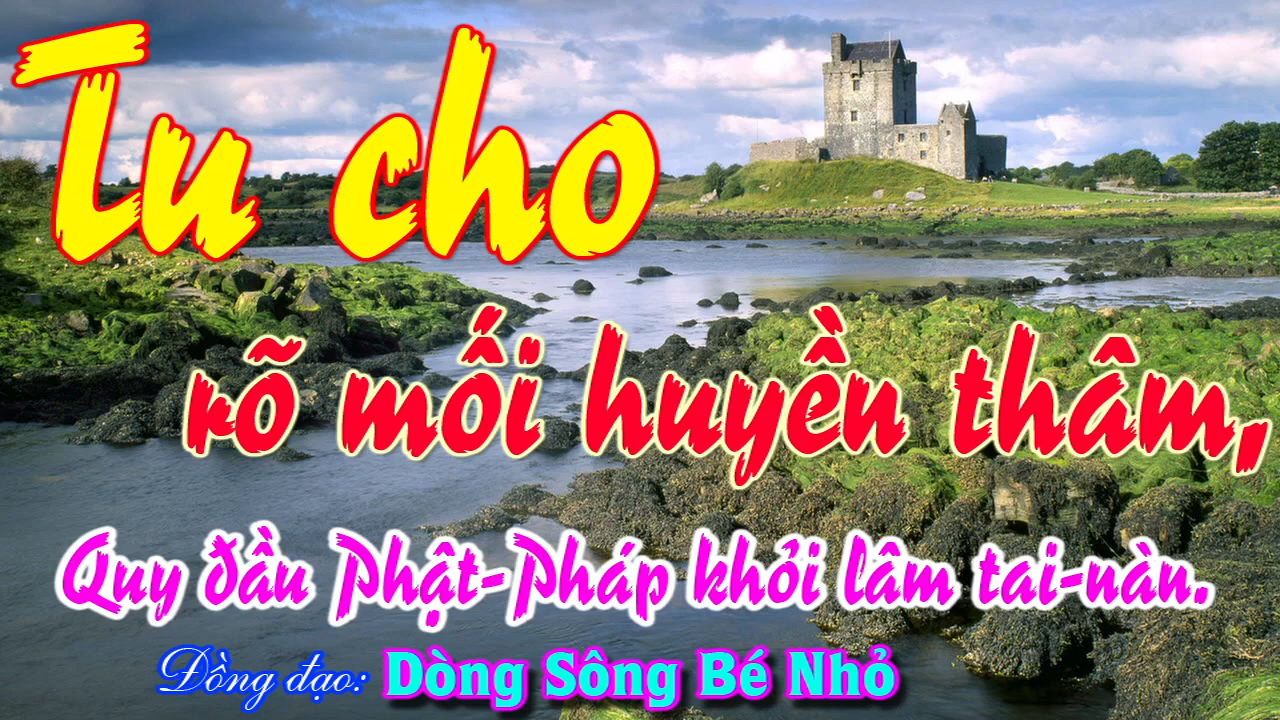 Tu cho
rõ mối huyền thâm,
Quy đầu Phật-Pháp khỏi lâm tai-nàn.
Đồng đạo: Dòng Sông Bé Nhỏ